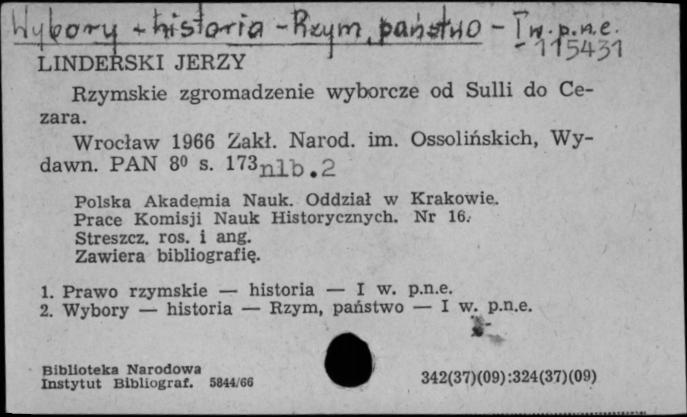 Wybory - historia - Rzym, państwo - I w. p.n.e.
- 115431
LINDERSKI JERZY
Rzymskie zgromadzenie wyborcze od Sulli do Ce-
zara.
Wrocław 1966 Zakł. Narod. im. Ossolińskich, Wy-
dawn. PAN 8⁰ s. 173 nlb.2
Polska Akademia Nauk. Oddział w Krakowie.
Prace Komisji Nauk Historycznych. Nr 16.
Streszcz. ros. i ang.
Zawiera bibliografię.
1. Prawo rzymskie — historia — I w. p.n.e.
2. Wybory — historia — Rzym, państwo — I w. p.n.e.
Biblioteka Narodowa
Instytut Bibliograf. 5844/66
342(37)(09):324(37)(09)